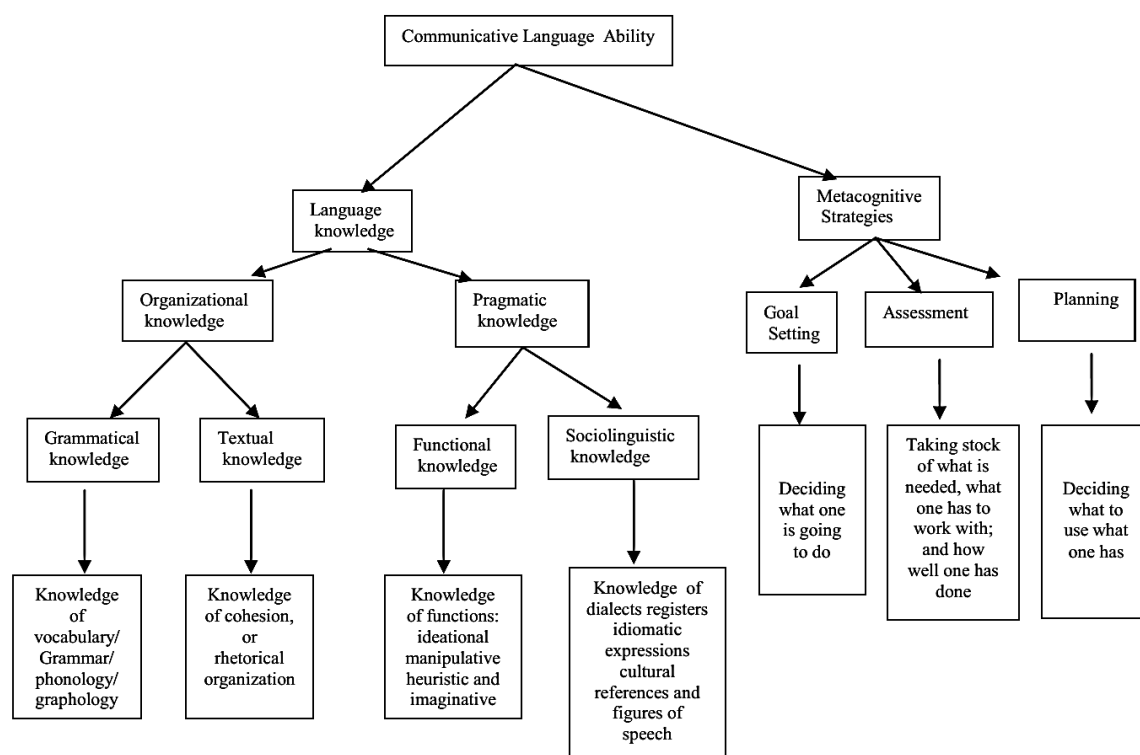 Communicative Language Ability
Language
knowledge
Metacognitive
Strategies
Organizational
knowledge
Pragmatic
knowledge
Goal
Setting
Assessment
Planning
Grammatical
knowledge
Textual
knowledge
Functional
knowledge
Sociolinguistic
knowledge
Deciding
what one
is going
to do
Taking stock
of what is
needed, what
one has to
work with;
and how
well one has
done
Deciding
what to
use what
one has
Knowledge
of
vocabulary/
Grammar/
phonology/
graphology
Knowledge
of cohesion,
or
rhetorical
organization
Knowledge
of functions:
ideational
manipulative
heuristic and
imaginative
Knowledge of
dialects registers
idiomatic
expressions
cultural
references and
figures of
speech